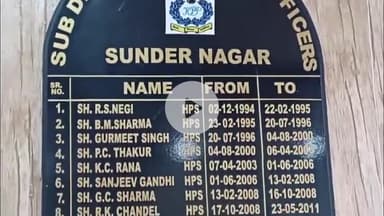 SUB D
FFICERS
SUNDER NAGAR
SR. NO. NAME FROM TO
1. SH. R.S.NEGI HPS 02-12-1994 22-02-1995
2. SH. B.M.SHARMA HPS 23-02-1995 20-07-1996
3. SH. GURMEET SINGH HPS 20-07-1996 04-08-2000
4. SH. P.C. THAKUR HPS 04-08-2000 06-06-2000
5. SH. K.C. RANA HPS 07-04-2003 01-06-2006
6. SH. SANJEEV GANDHI HPS 01-06-2006 13-02-2008
7. SH. G.C. SHARMA HPS 13-02-2008 16-10-2008
8. SH. R.K. CHANDEL HPS 17-10-2008 23-05-2011